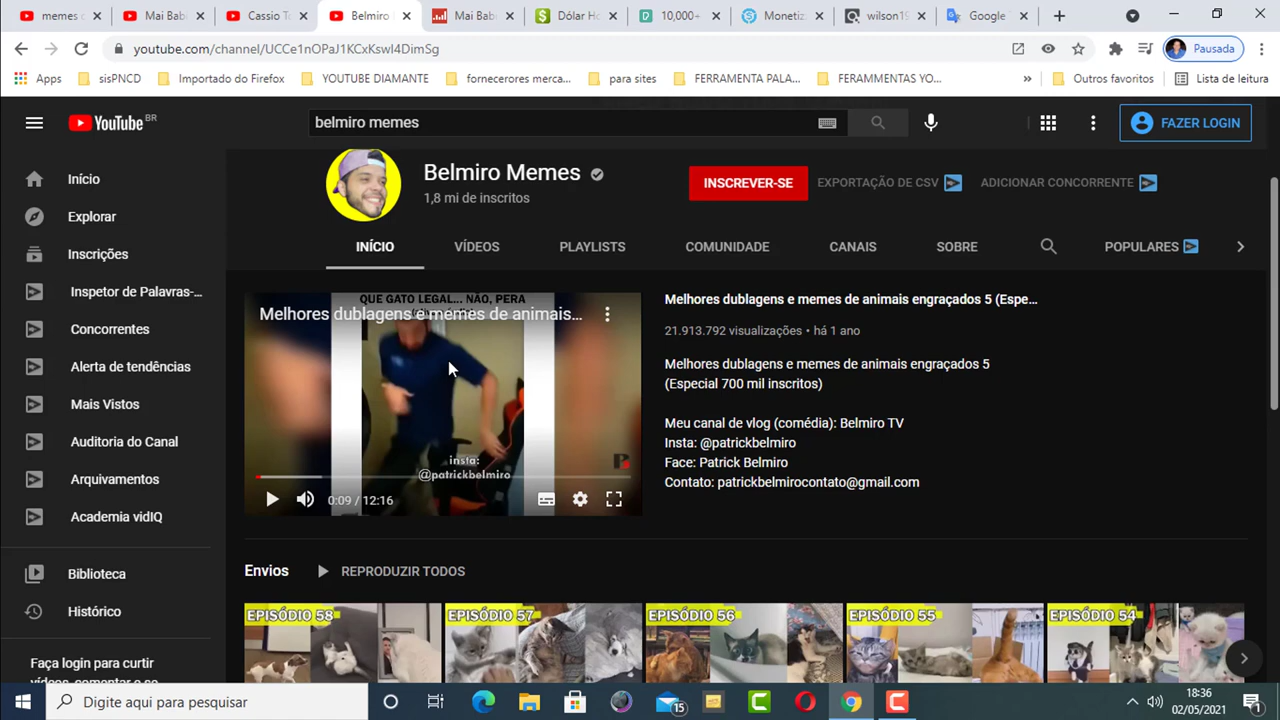 memes c
Mai Bab
Cassio To
Belmiro
Mai Bab
Dólar Ho
10,000+
Monetiz
wilson19
Google T
youtube.com/channel/UCCe1nOPaJ1KCxKswl4DimSg
Pausada
Apps
sisPNCD
Importado do Firefox
YOUTUBE DIAMANTE
fornecerores merca...
para sites
FERRAMENTA PALA...
FERAMMENTAS YO...
»
Outros favoritos
Lista de leitura
YouTube BR
belmiro memes
FAZER LOGIN
Início
Explorar
Inscrições
Inspetor de Palavras-...
Concorrentes
Alerta de tendências
Mais Vistos
Auditoria do Canal
Arquivamentos
Academia vidIQ
Biblioteca
Histórico
Faça login para curtir
vídeos, comentar e se
Belmiro Memes
1,8 mi de inscritos
INSCREVER-SE
EXPORTAÇÃO DE CSV
ADICIONAR CONCORRENTE
INÍCIO
VÍDEOS
PLAYLISTS
COMUNIDADE
CANAIS
SOBRE
POPULARES
QUE GATO LEGAL... NÃO, PERA
Melhores dublagens e memes de animais...
insta:
@patrickbelmiro
0:09 / 12:16
Melhores dublagens e memes de animais engraçados 5 (Espe...
21.913.792 visualizações • há 1 ano
Melhores dublagens e memes de animais engraçados 5
(Especial 700 mil inscritos)
Meu canal de vlog (comédia): Belmiro TV
Insta: @patrickbelmiro
Face: Patrick Belmiro
Contato: patrickbelmirocontato@gmail.com
Envios
REPRODUZIR TODOS
EPISÓDIO 58
EPISÓDIO 57
EPISÓDIO 56
EPISÓDIO 55
EPISÓDIO 54
Digite aqui para pesquisar
15
18:36
02/05/2021
1